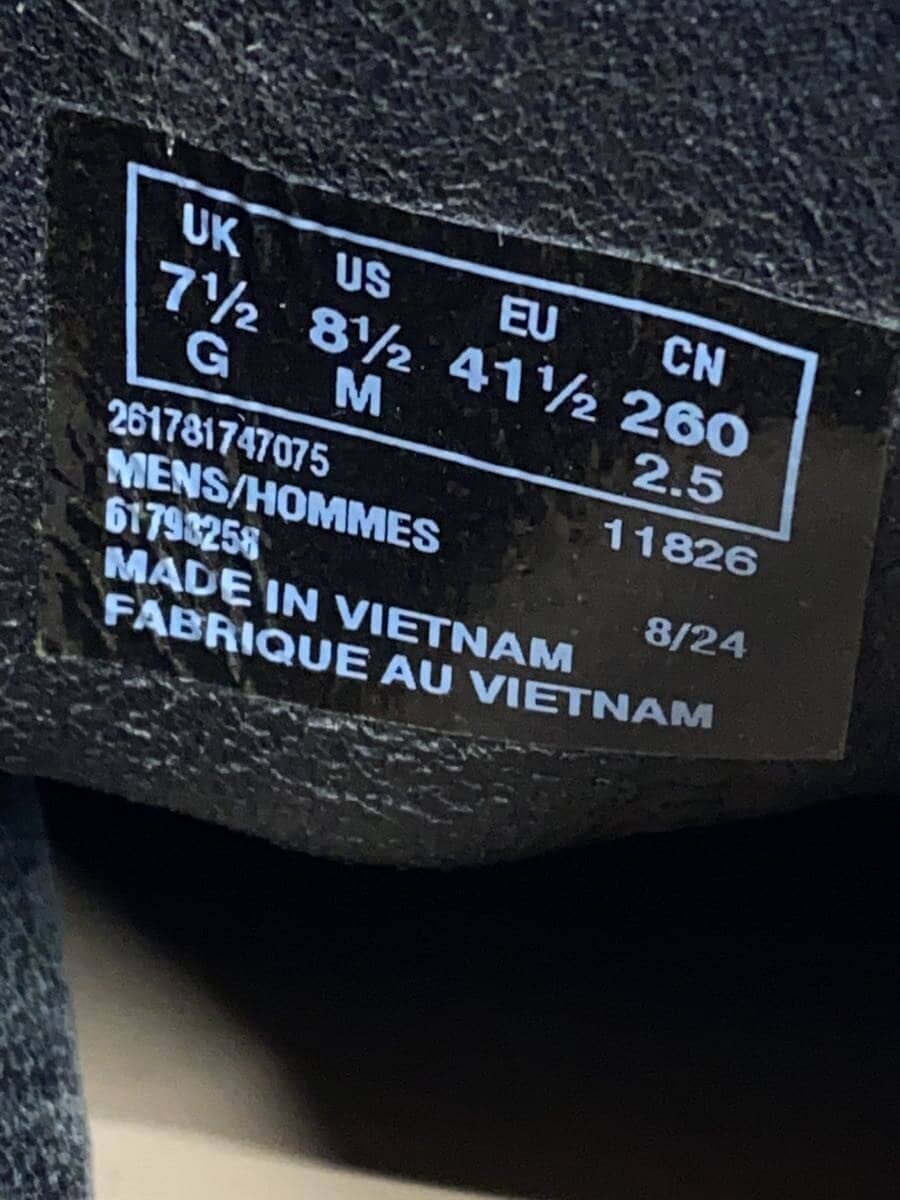 UK US EU CN
7½ 8½ 41½ 260
G M 2.5
261781747075 11826
MENS/HOMMES
61793258 8/24
MADE IN VIETNAM
FABRIQUE AU VIETNAM